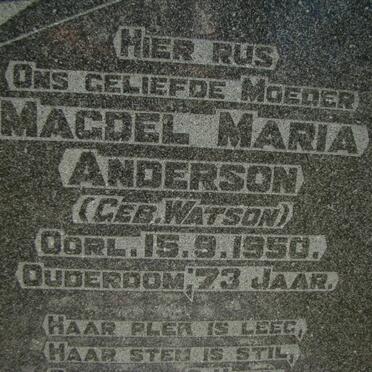 HIER RUS
ONS GELIEFDE MOEDER
MAGDEL MARIA
ANDERSON
(GEB. WATSON)
OORL. 15.9.1950.
OUDERDOM, 73 JAAR.
HAAR PLEK IS LEEG,
HAAR STEM IS STIL,